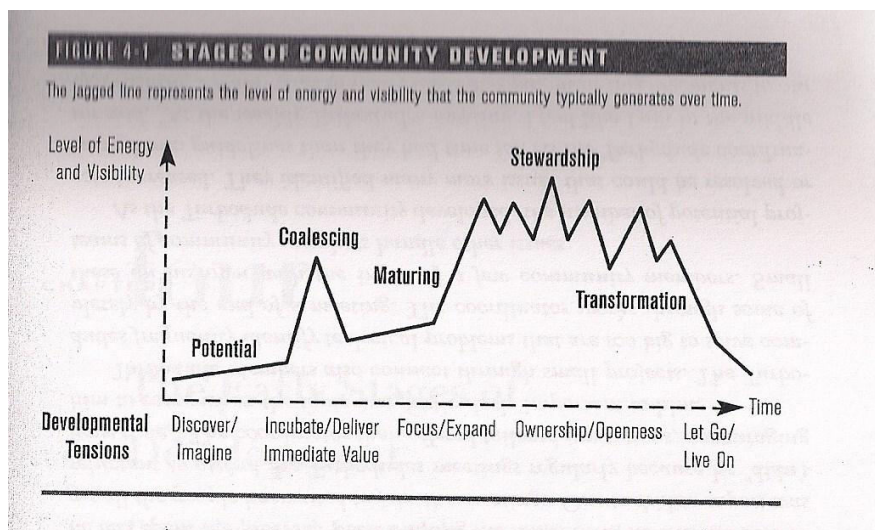 FIGURE 4-1 STAGES OF COMMUNITY DEVELOPMENT
The jagged line represents the level of energy and visibility that the community typically generates over time.
Level of Energy
and Visibility
Stewardship
Coalescing
Maturing
Transformation
Potential
Time
Developmental
Tensions
Discover/
Imagine
Incubate/Deliver
Immediate Value
Focus/Expand
Ownership/Openness
Let Go/
Live On